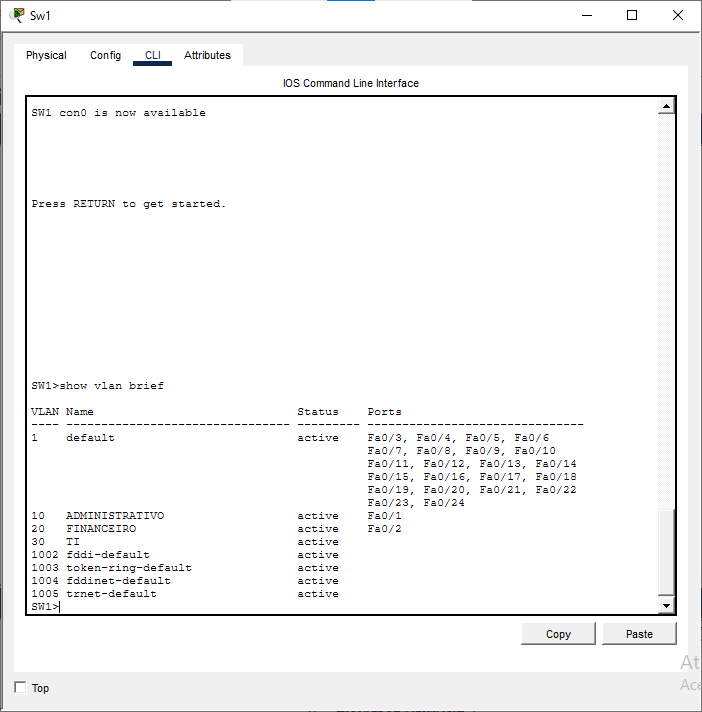 Sw1
Physical Config CLI Attributes
IOS Command Line Interface
SW1 con0 is now available
Press RETURN to get started.
SW1>show vlan brief
VLAN Name                             Status    Ports
---- -------------------------------- --------- -------------------------------
1    default                          active    Fa0/3, Fa0/4, Fa0/5, Fa0/6
                                                Fa0/7, Fa0/8, Fa0/9, Fa0/10
                                                Fa0/11, Fa0/12, Fa0/13, Fa0/14
                                                Fa0/15, Fa0/16, Fa0/17, Fa0/18
                                                Fa0/19, Fa0/20, Fa0/21, Fa0/22
                                                Fa0/23, Fa0/24
10   ADMINISTRATIVO                   active    Fa0/1
20   FINANCEIRO                       active    Fa0/2
30   TI                               active
1002 fddi-default                     active
1003 token-ring-default               active
1004 fddinet-default                  active
1005 trnet-default                    active
SW1>
Copy Paste
Top